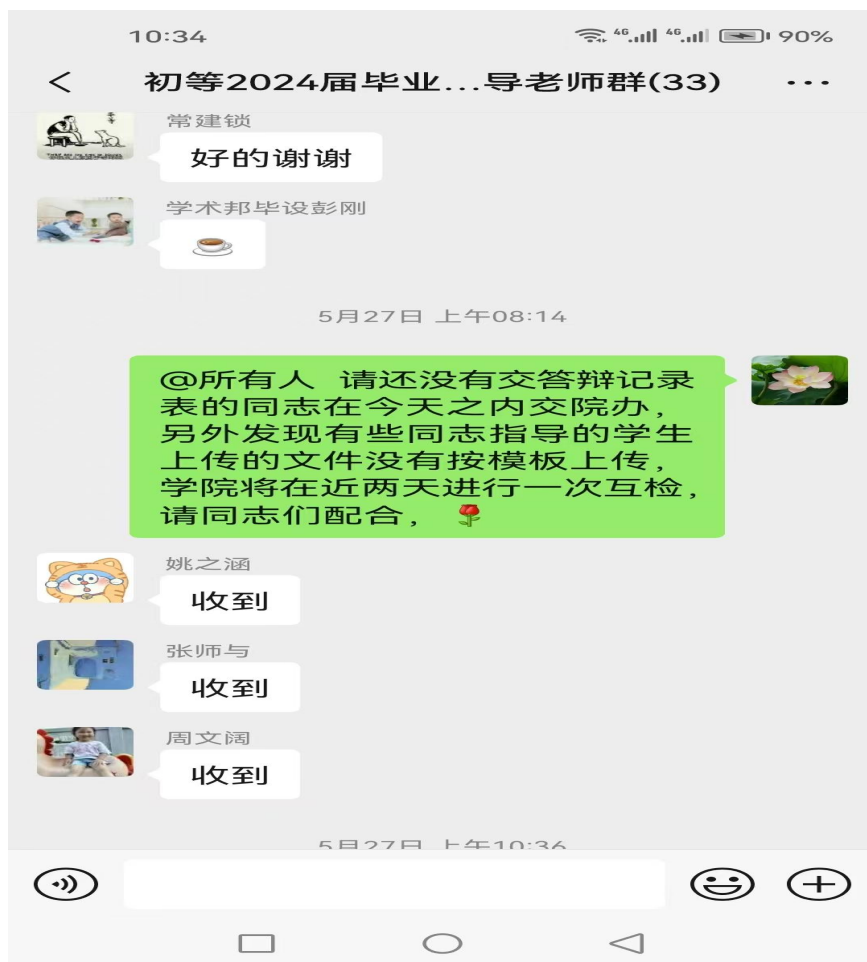 10:34
4G 4G 90%
初等2024届毕业...导老师群(33)
常建锁
好的谢谢
学术邦毕设彭刚
5月27日 上午08:14
@所有人 请还没有交答辩记录
表的同志在今天之内交院办，
另外发现有些同志指导的学生
上传的文件没有按模板上传，
学院将在近两天进行一次互检，
请同志们配合，
姚之涵
收到
张师与
收到
周文阔
收到
5月27日 上午10:36